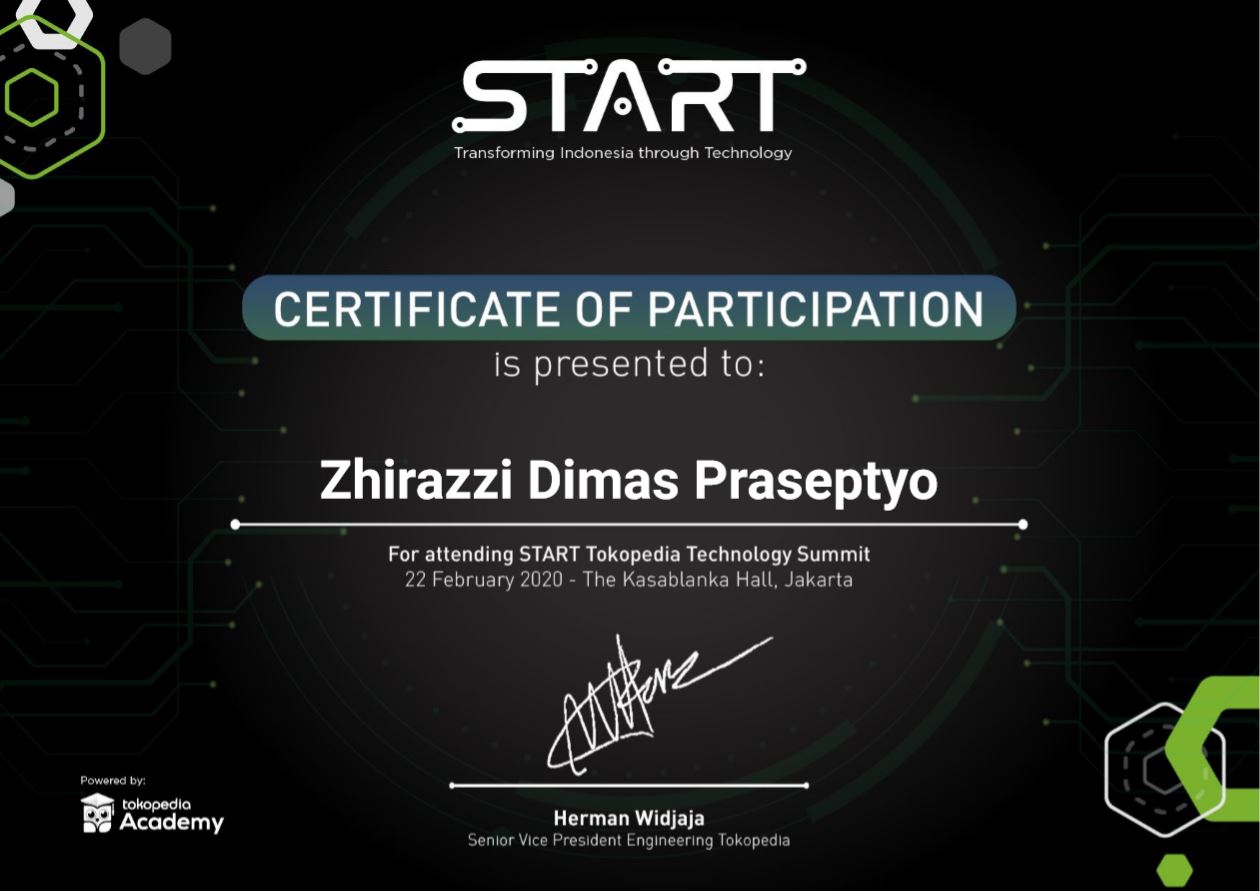 START
Transforming Indonesia through Technology
CERTIFICATE OF PARTICIPATION
is presented to:
Zhirazzi Dimas Praseptyo
For attending START Tokopedia Technology Summit
22 February 2020 - The Kasablanka Hall, Jakarta
Powered by:
tokopedia
Academy
Herman Widjaja
Senior Vice President Engineering Tokopedia